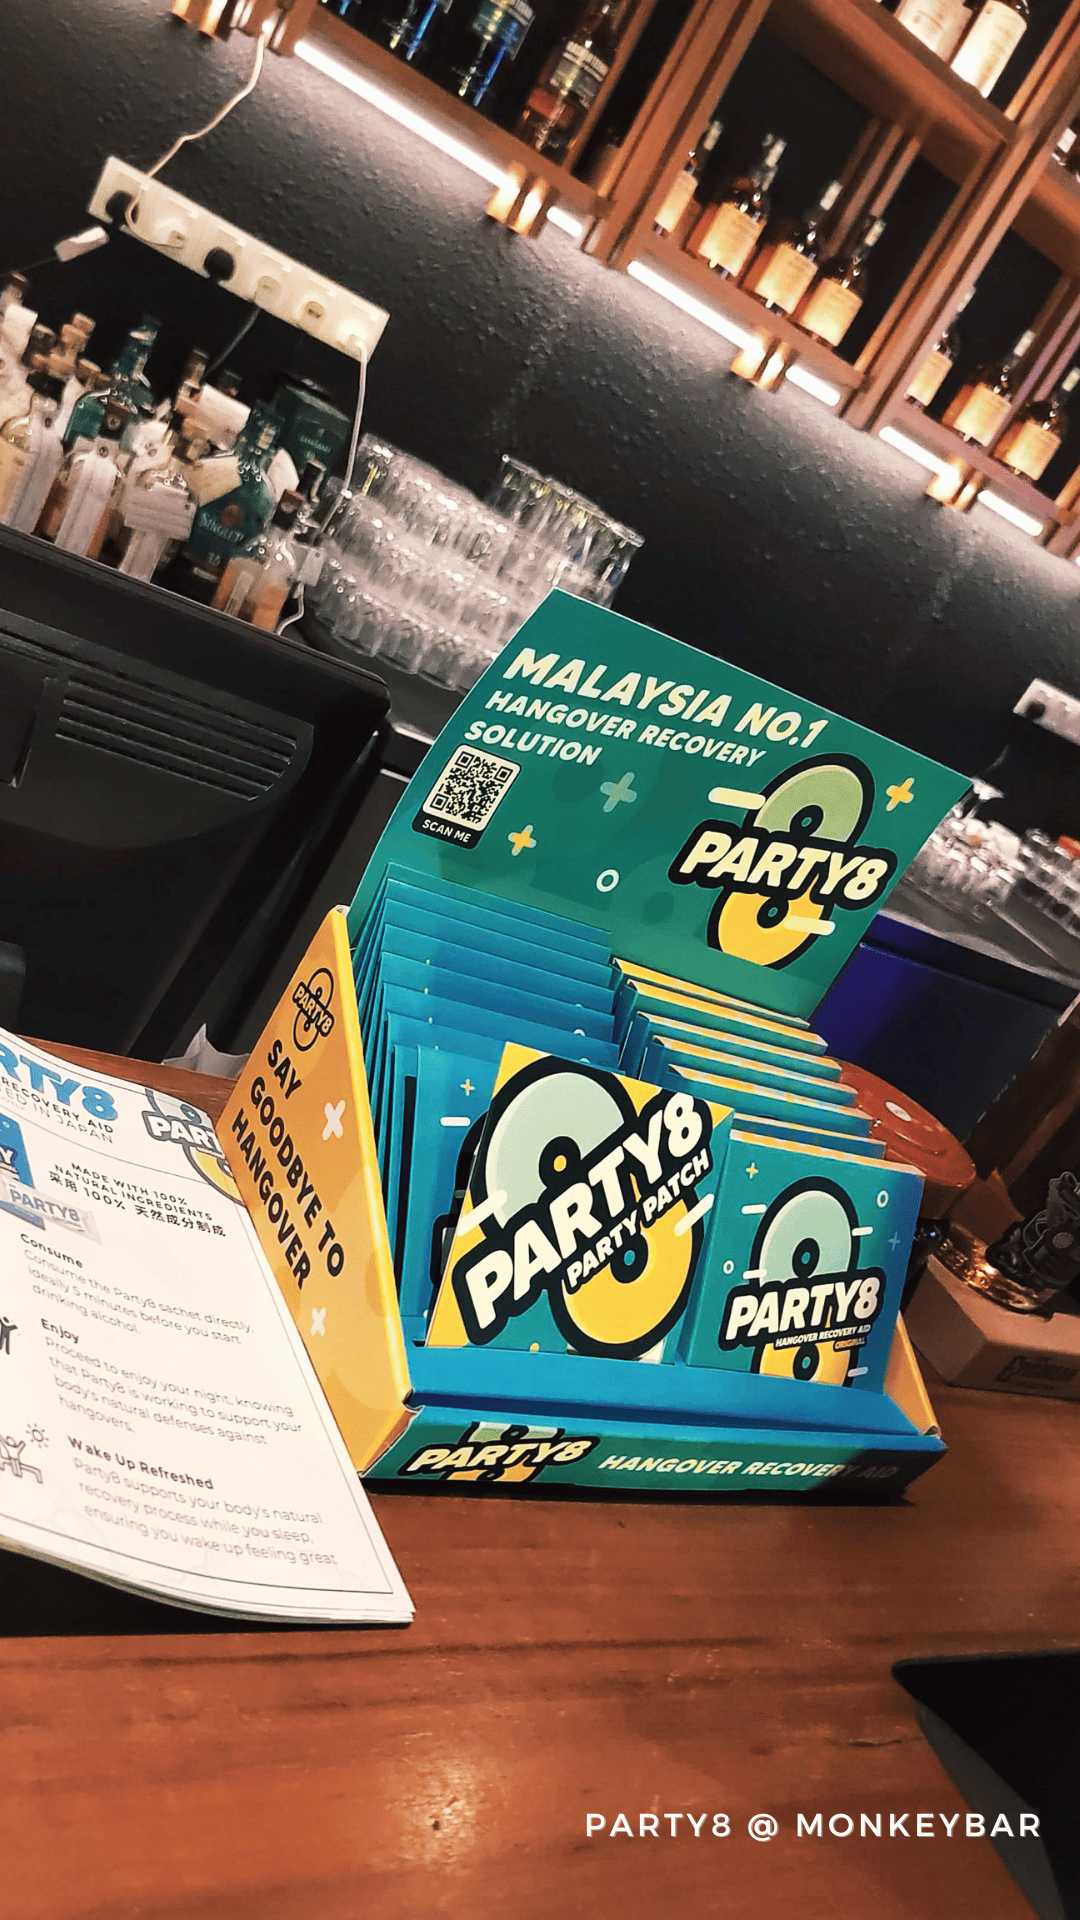 MALAYSIA NO.1
HANGOVER RECOVERY
SOLUTION
SCAN ME
PARTY8
PARTY8
SAY
GOODBYE TO
HANGOVER
PARTY8
PARTY PATCH
PARTY8
HANGOVER RECOVERY AID
ORIGINAL
PARTY8 HANGOVER RECOVERY AID
RTY8
RECOVERY AID
IN JAPAN
MADE WITH 100%
NATURAL INGREDIENTS
采用 100% 天然成分制成
PARTY8
Consume
Consume the Party8 sachet directly,
ideally 5 minutes before you start
drinking alcohol.
Enjoy
Proceed to enjoy your night, knowing
that Party8 is working to support your
body's natural defenses against
hangovers.
Wake Up Refreshed
Party8 supports your body's natural
recovery process while you sleep,
ensuring you wake up feeling great.
PARTY8 @ MONKEYBAR